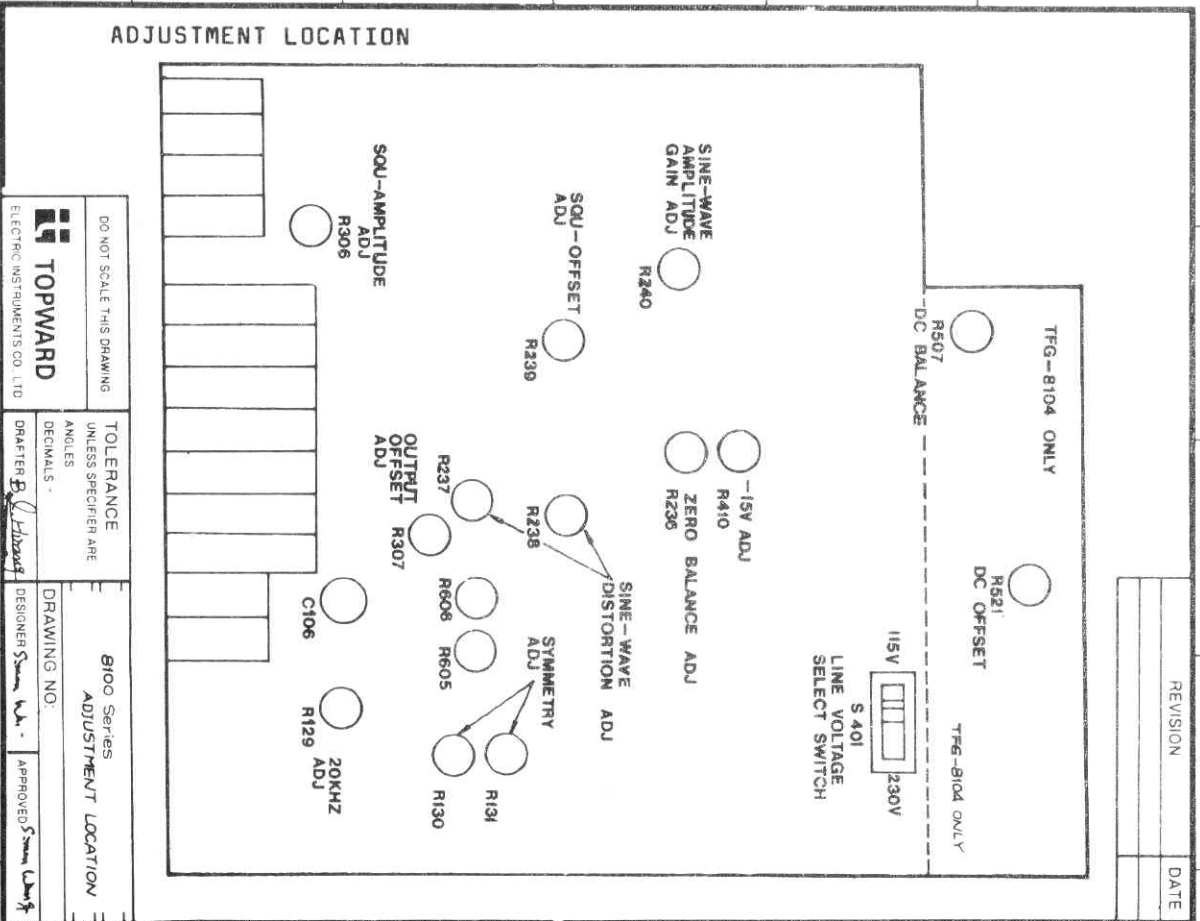 ADJUSTMENT LOCATION
TFG-8104 ONLY
R507
DC BALANCE
R521
DC OFFSET
TFG-8104 ONLY
SINE-WAVE
AMPLITUDE
GAIN ADJ
R240
-15V ADJ
R410
ZERO BALANCE ADJ
R236
115V
230V
S 401
LINE VOLTAGE
SELECT SWITCH
SQU-OFFSET
ADJ
R239
R238
R237
SINE-WAVE
DISTORTION ADJ
OUTPUT
OFFSET
ADJ
R307
R606
R605
SYMMETRY
ADJ
R131
R130
SQU-AMPLITUDE
ADJ
R306
C106
R129
20KHZ
ADJ
REVISION
DATE
DO NOT SCALE THIS DRAWING
TOPWARD
ELECTRIC INSTRUMENTS CO LTD
TOLERANCE
UNLESS SPECIFIER ARE
ANGLES
DECIMALS -
DRAFTER
8100 Series
ADJUSTMENT LOCATION
DRAWING NO:
DESIGNER
APPROVED